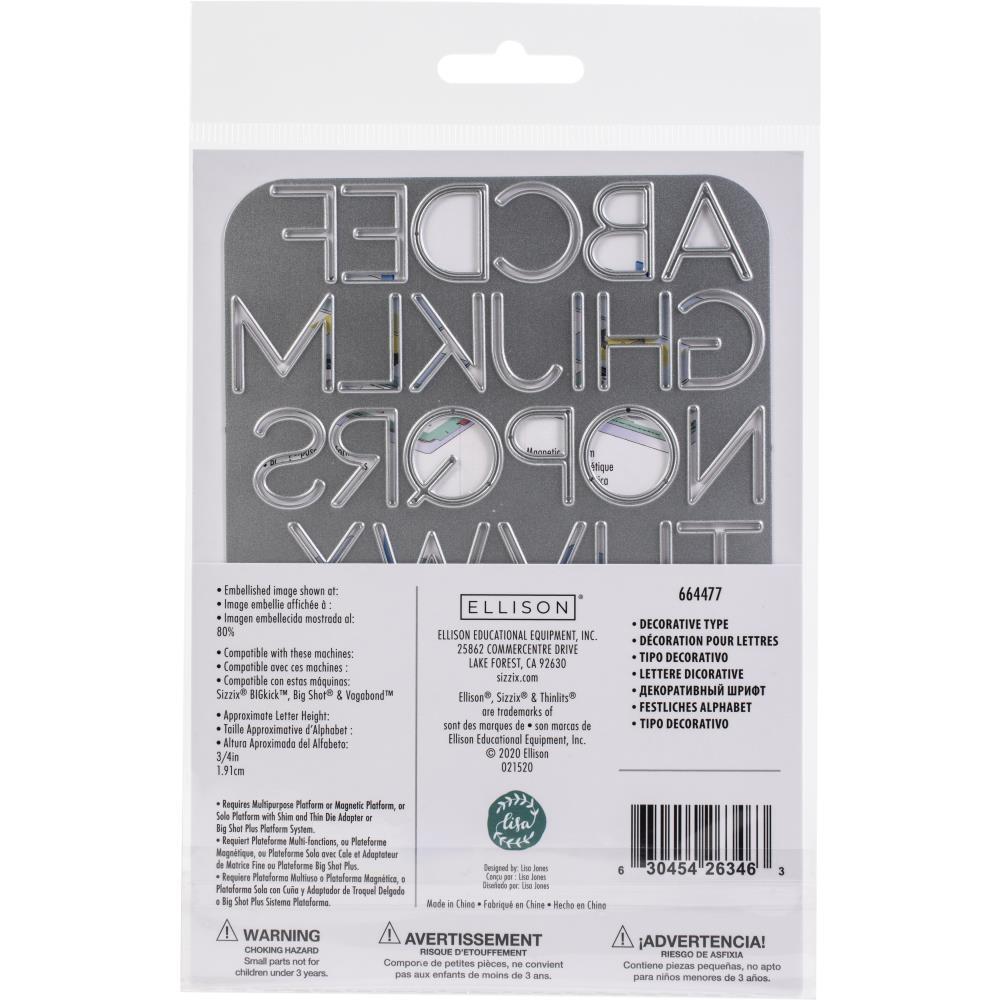 FEDCBA
MLKJIHG
SRQPON
XWVUT
• Embellished image shown at:
• Image embellie affichée à :
• Imagen embellecida mostrada al:
80%
• Compatible with these machines:
• Compatible avec ces machines :
• Compatible con estas máquinas:
Sizzix® BIGkick™, Big Shot® & Vagabond™
• Approximate Letter Height:
• Taille Approximative d'Alphabet :
• Altura Aproximada del Alfabeto:
3/4in
1.91cm
• Requires Multipurpose Platform or Magnetic Platform, or
Solo Platform with Shim and Thin Die Adapter or
Big Shot Plus Platform System.
• Requiert Plateforme Multi-fonctions, ou Plateforme
Magnétique, ou Plateforme Solo avec Cale et Adaptateur
de Matrice Fine ou Plateforme Big Shot Plus.
• Requiere Plataforma Multiuso o Plataforma Magnética, o
Plataforma Sola con Cuña y Adaptador de Troquel Delgado
o Big Shot Plus Sistema Plataforma.
ELLISON®
ELLISON EDUCATIONAL EQUIPMENT, INC.
25862 COMMERCENTRE DRIVE
LAKE FOREST, CA 92630
sizzix.com
Ellison®, Sizzix® & Thinlits®
are trademarks of
sont des marques de • son marcas de
Ellison Educational Equipment, Inc.
© 2020 Ellison
021520
lisa
Designed by: Lisa Jones
Conçu par : Lisa Jones
Diseñado por: Lisa Jones
Made in China • Fabriqué en Chine • Hecho en China
664477
• DECORATIVE TYPE
• DÉCORATION POUR LETTRES
• TIPO DECORATIVO
• LETTERE DICORATIVE
• ДЕКОРАТИВНЫЙ ШРИФТ
• FESTLICHES ALPHABET
• TIPO DECORATIVO
6 30454 26346 3
WARNING
CHOKING HAZARD
Small parts not for
children under 3 years.
AVERTISSEMENT
RISQUE D'ETOUFFEMENT
Comporte de petites pièces, ne convient
pas aux enfants de moins de 3 ans.
¡ADVERTENCIA!
RIESGO DE ASFIXIA
Contiene piezas pequeñas, no apto
para niños menores de 3 años.